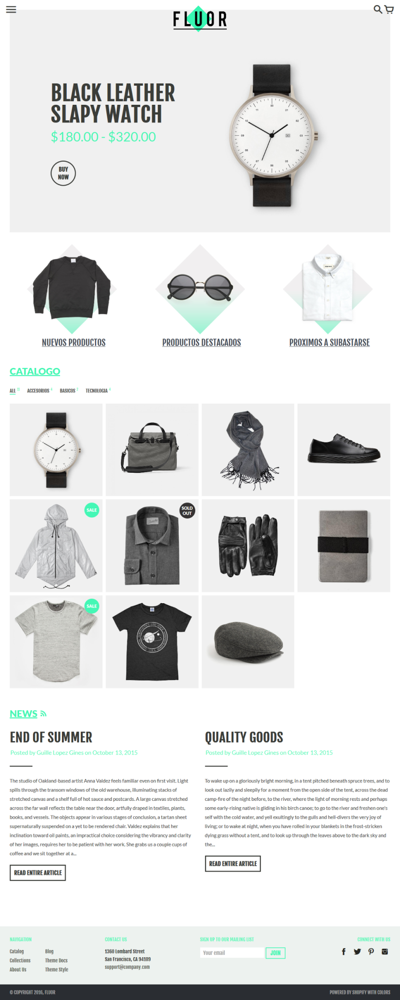 FLUOR
BLACK LEATHER
SLAPY WATCH
$180.00 - $320.00
BUY
NOW
NUEVOS PRODUCTOS
PRODUCTOS DESTACADOS
PROXIMOS A SUBASTARSE
CATALOGO
ALL 11 ACCESORIOS 4 BASICOS 2 TECNOLOGIA 4
SALE
SOLD
OUT
SALE
NEWS
END OF SUMMER
Posted by Guille Lopez Gines on October 13, 2015
The studio of Oakland-based artist Anna Valdez feels familiar even on first visit. Light
spills through the transom windows of the old warehouse, illuminating stacks of
stretched canvas and a shelf full of hot sauce and postcards. A large canvas stretched
across the far wall reflects the table near the door, artfully draped in textiles, plants,
books, and vessels. The objects appear in various stages of conclusion, a tartan sheet
supernaturally suspended on a yet to be rendered chair. Valdez explains that her
inclination toward oil paints, an impractical choice considering the vibrancy and clarity
of her images, requires her to be patient with her work. She grabs us a couple cups of
coffee and we sit together at a...
READ ENTIRE ARTICLE
QUALITY GOODS
Posted by Guille Lopez Gines on October 13, 2015
To wake up on a gloriously bright morning, in a tent pitched beneath spruce trees, and to
look out lazily and sleepily for a moment from the open side of the tent, across the dead
camp-fire of the night before, to the river, where the light of morning rests and perhaps
some early-rising native is gliding in his birch canoe; to go to the river and freshen one's
self with the cold water, and yell exultingly to the gulls and hell-divers the very joy of
living; or to wake at night, when you have rolled in your blankets in the frost-stricken
dying grass without a tent, and to look up through the leaves above to the dark sky and
the...
READ ENTIRE ARTICLE
NAVIGATION
Catalog
Collections
About Us
Blog
Theme Docs
Theme Style
CONTACT US
1360 Lombard Street
San Francisco, CA 94109
support@company.com
SIGN UP TO OUR MAILING LIST
Your email
JOIN
CONNECT WITH US
© COPYRIGHT 2016, FLUOR
POWERED BY SHOPIFY WITH COLORS